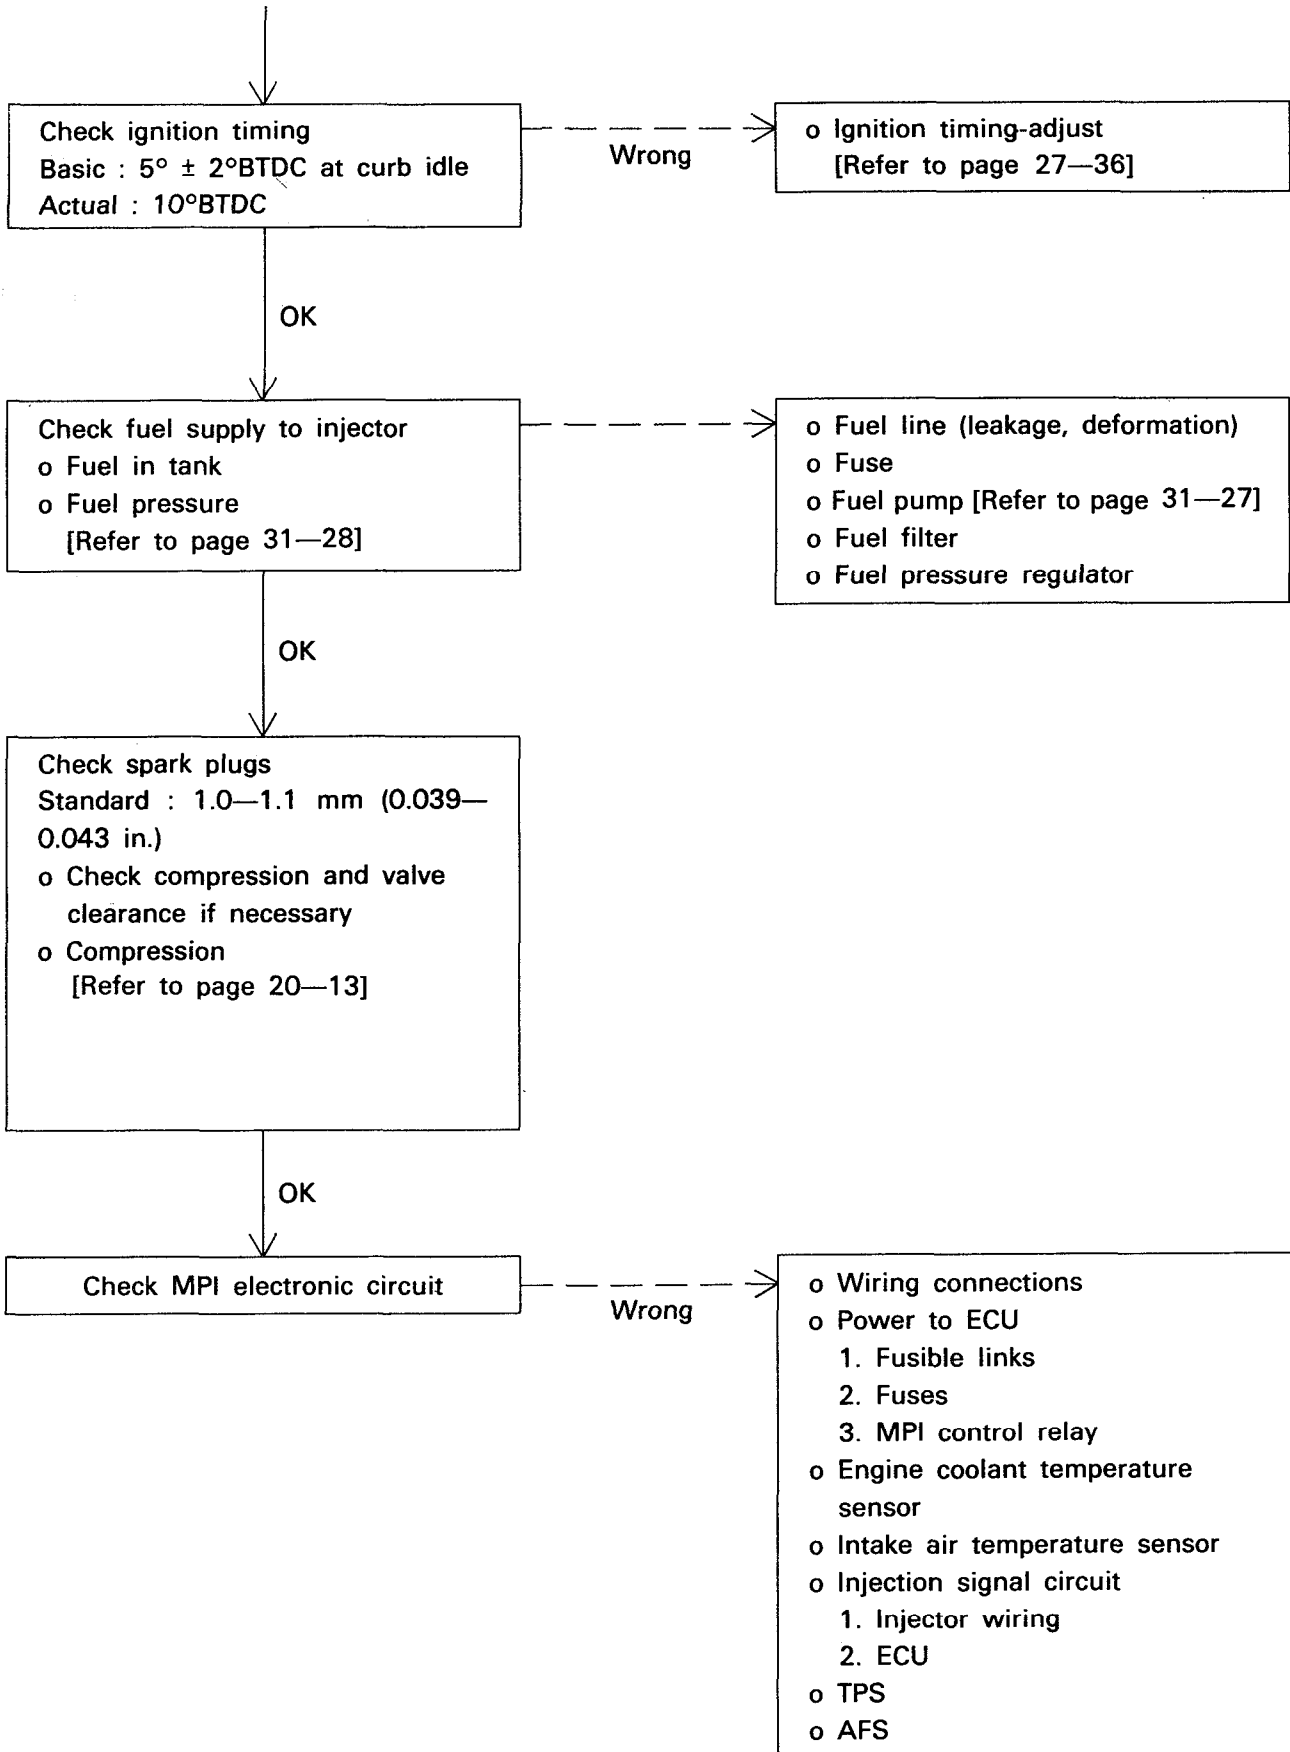 Check ignition timing
Basic : 5° ± 2°BTDC at curb idle
Actual : 10°BTDC
Wrong
o Ignition timing-adjust
[Refer to page 27—36]
OK
Check fuel supply to injector
o Fuel in tank
o Fuel pressure
[Refer to page 31—28]
o Fuel line (leakage, deformation)
o Fuse
o Fuel pump [Refer to page 31—27]
o Fuel filter
o Fuel pressure regulator
OK
Check spark plugs
Standard : 1.0—1.1 mm (0.039—
0.043 in.)
o Check compression and valve
clearance if necessary
o Compression
[Refer to page 20—13]
OK
Check MPI electronic circuit
Wrong
o Wiring connections
o Power to ECU
1. Fusible links
2. Fuses
3. MPI control relay
o Engine coolant temperature
sensor
o Intake air temperature sensor
o Injection signal circuit
1. Injector wiring
2. ECU
o TPS
o AFS